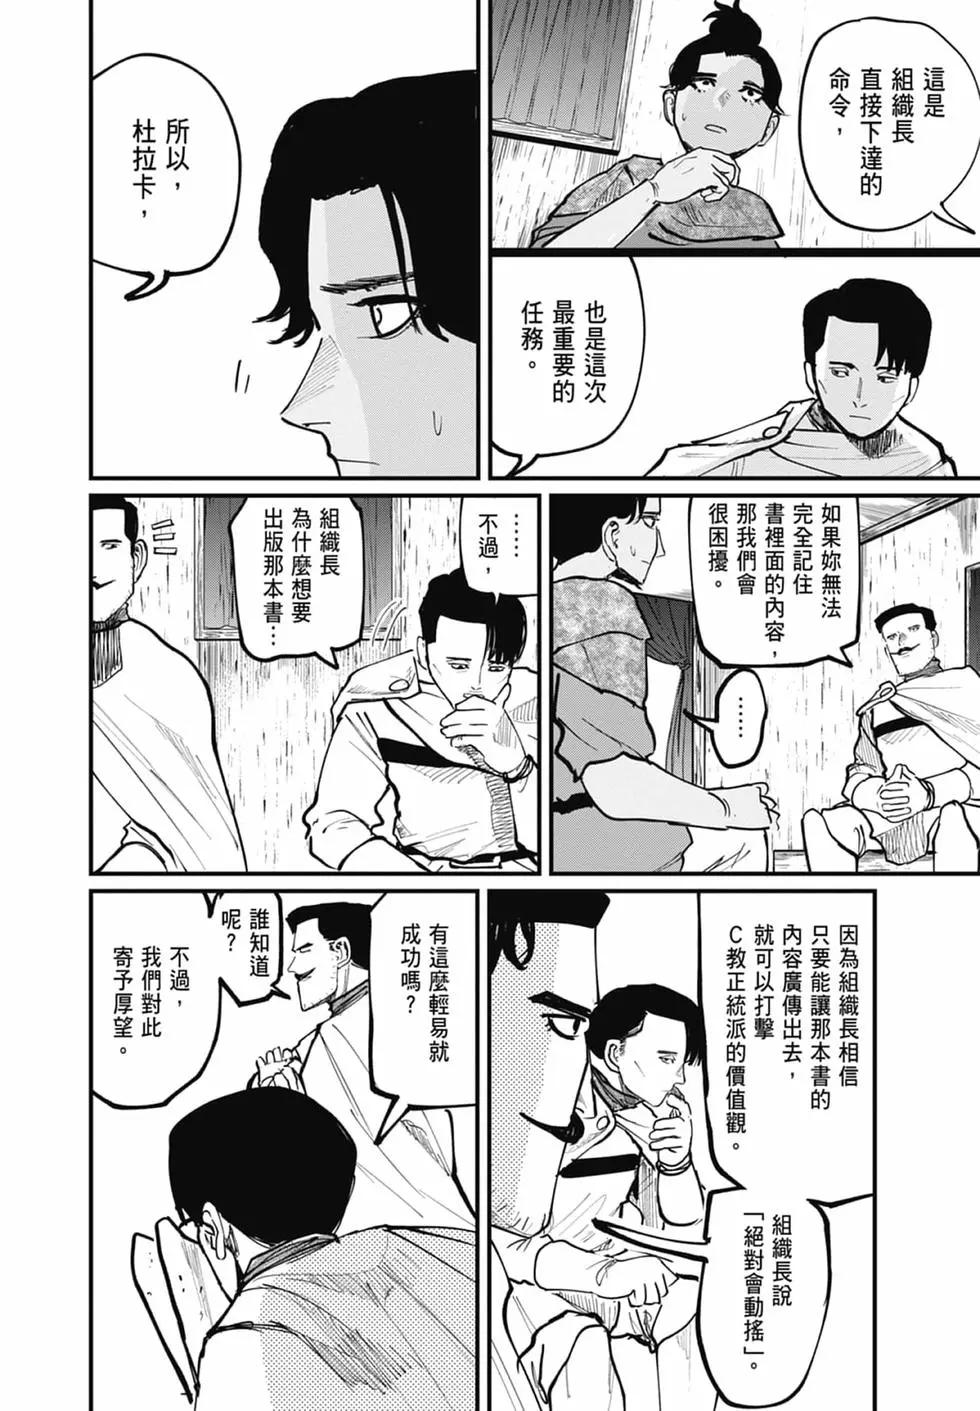 這是
組織長
直接下達的
命令，
也是這次
最重要的
任務。
所以，
杜拉卡，
如果妳無法
完全記住
書裡面的內容，
那我們會
很困擾。
……
……
不過，
組織長
為什麼想要
出版那本書…
因為組織長相信
只要能讓那本書的
內容廣傳出去，
就可以打擊
C教正統派的價值觀。
組織長說
「絕對會動搖」。
有這麼輕易就
成功嗎？
誰知道
呢？
不過，
我們對此
寄予厚望。